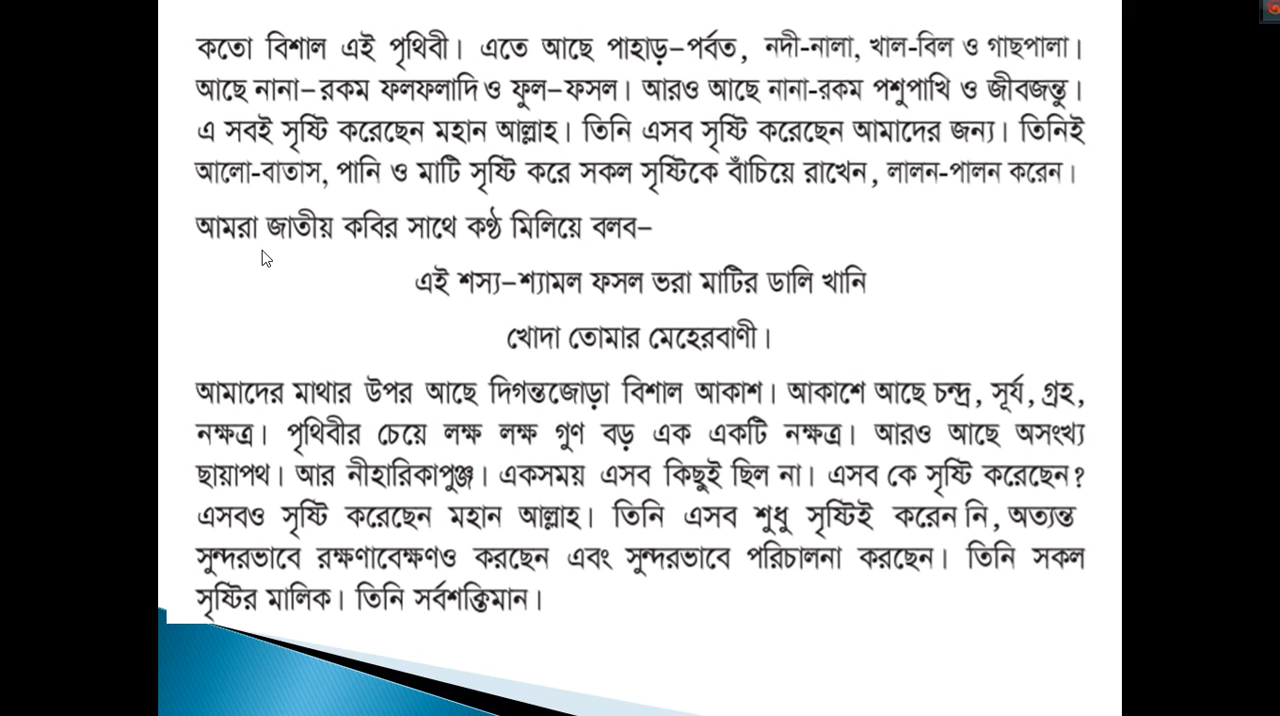 কতো বিশাল এই পৃথিবী। এতে আছে পাহাড়–পর্বত, নদী-নালা, খাল-বিল ও গাছপালা।
আছে নানা–রকম ফলফলাদি ও ফুল–ফসল। আরও আছে নানা-রকম পশুপাখি ও জীবজন্তু।
এ সবই সৃষ্টি করেছেন মহান আল্লাহ। তিনি এসব সৃষ্টি করেছেন আমাদের জন্য। তিনিই
আলো-বাতাস, পানি ও মাটি সৃষ্টি করে সকল সৃষ্টিকে বাঁচিয়ে রাখেন, লালন-পালন করেন।
আমরা জাতীয় কবির সাথে কণ্ঠ মিলিয়ে বলব–
এই শস্য–শ্যামল ফসল ভরা মাটির ডালি খানি
খোদা তোমার মেহেরবাণী।
আমাদের মাথার উপর আছে দিগন্তজোড়া বিশাল আকাশ। আকাশে আছে চন্দ্র, সূর্য, গ্রহ,
নক্ষত্র। পৃথিবীর চেয়ে লক্ষ লক্ষ গুণ বড় এক একটি নক্ষত্র। আরও আছে অসংখ্য
ছায়াপথ। আর নীহারিকাপুঞ্জ। একসময় এসব কিছুই ছিল না। এসব কে সৃষ্টি করেছেন?
এসবও সৃষ্টি করেছেন মহান আল্লাহ। তিনি এসব শুধু সৃষ্টিই করেন নি, অত্যন্ত
সুন্দরভাবে রক্ষণাবেক্ষণও করছেন এবং সুন্দরভাবে পরিচালনা করছেন। তিনি সকল
সৃষ্টির মালিক। তিনি সর্বশক্তিমান।